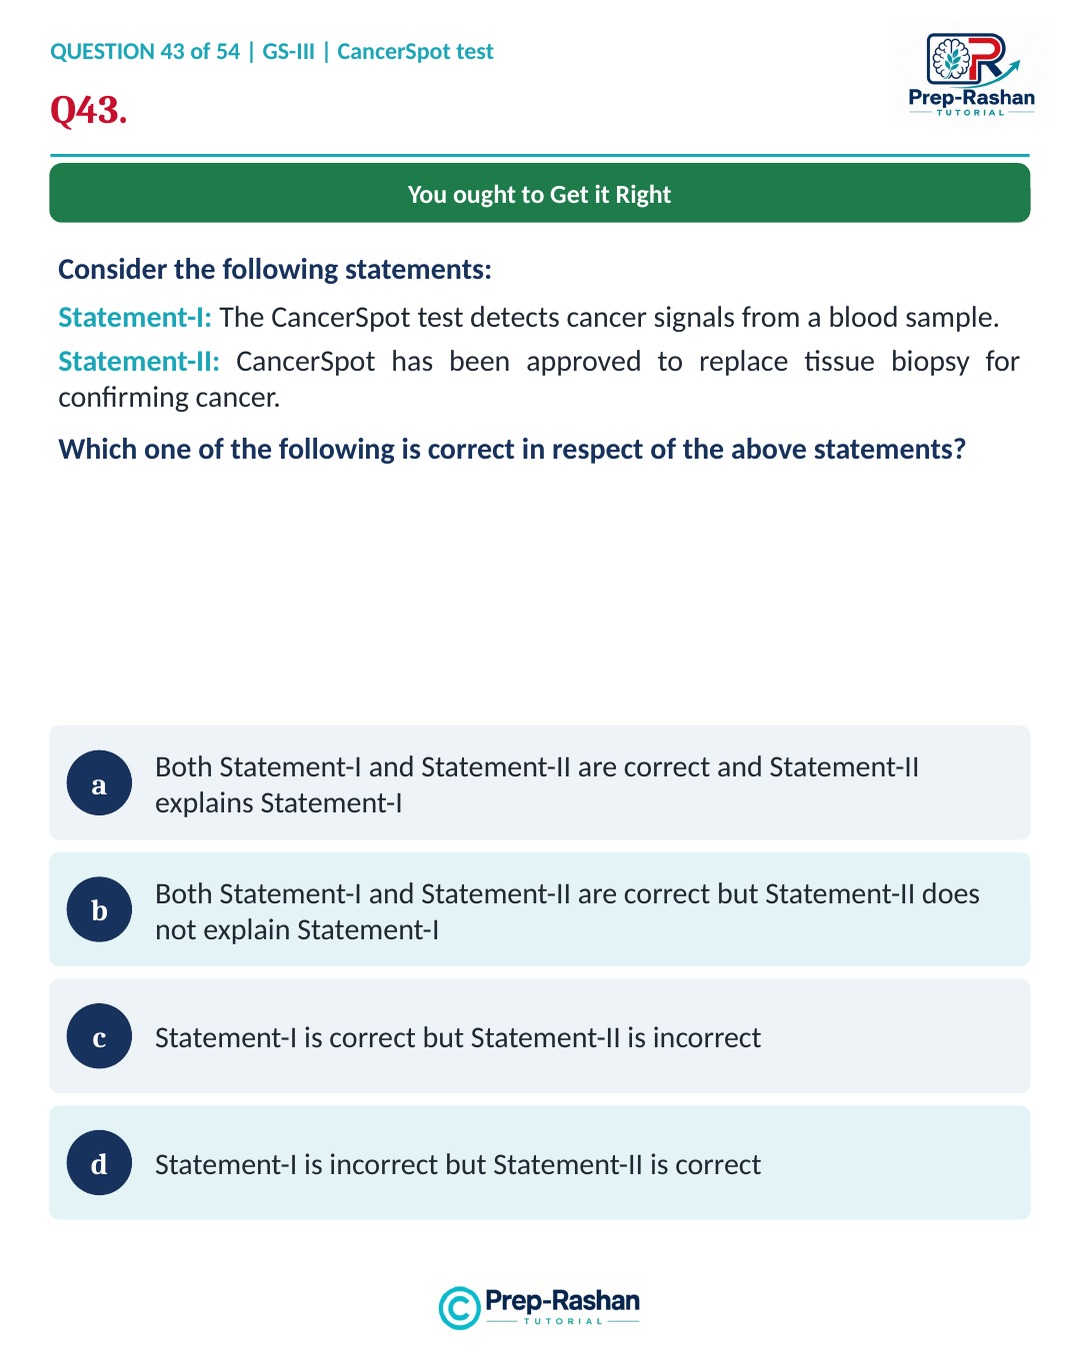 QUESTION 43 of 54 | GS-III | CancerSpot test
Prep-Rashan
TUTORIAL
Q43.
You ought to Get it Right
Consider the following statements:
Statement-I: The CancerSpot test detects cancer signals from a blood sample.
Statement-II: CancerSpot has been approved to replace tissue biopsy for
confirming cancer.
Which one of the following is correct in respect of the above statements?
a
Both Statement-I and Statement-II are correct and Statement-II
explains Statement-I
b
Both Statement-I and Statement-II are correct but Statement-II does
not explain Statement-I
c
Statement-I is correct but Statement-II is incorrect
d
Statement-I is incorrect but Statement-II is correct
© Prep-Rashan
TUTORIAL